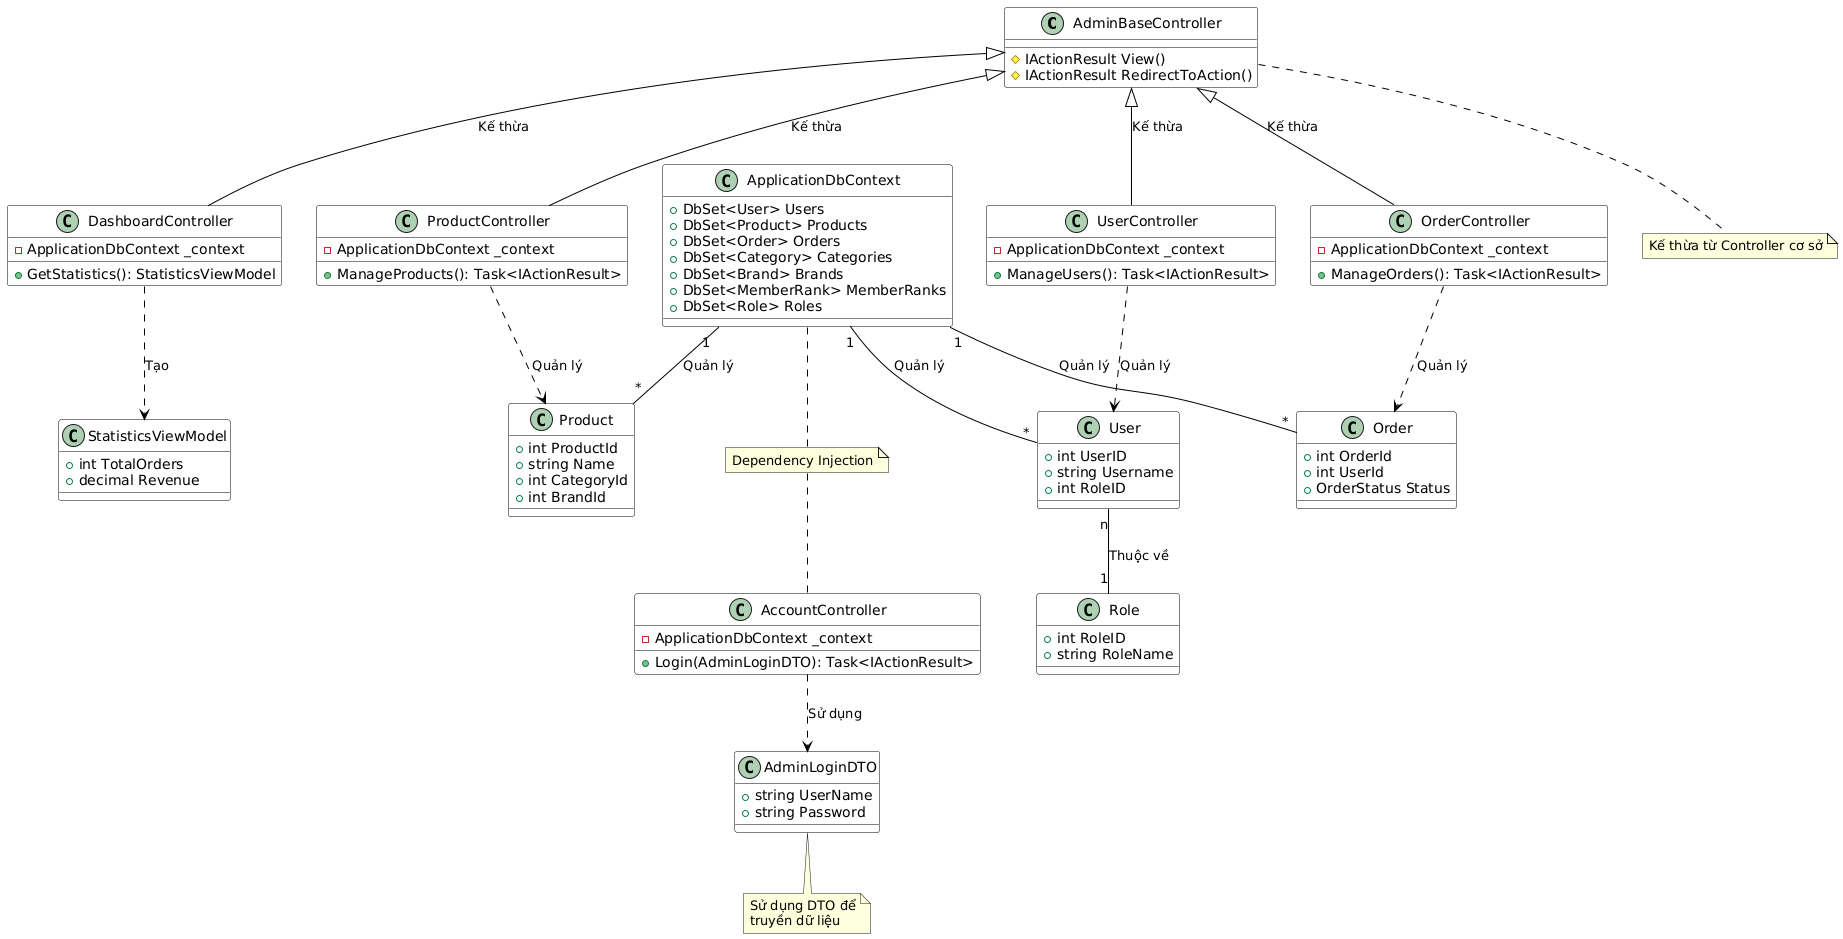 AdminBaseController
IActionResult View()
IActionResult RedirectToAction()
Kế thừa
Kế thừa
Kế thừa
Kế thừa
DashboardController
ApplicationDbContext _context
GetStatistics(): StatisticsViewModel
ProductController
ApplicationDbContext _context
ManageProducts(): Task<IActionResult>
ApplicationDbContext
DbSet<User> Users
DbSet<Product> Products
DbSet<Order> Orders
DbSet<Category> Categories
DbSet<Brand> Brands
DbSet<MemberRank> MemberRanks
DbSet<Role> Roles
UserController
ApplicationDbContext _context
ManageUsers(): Task<IActionResult>
OrderController
ApplicationDbContext _context
ManageOrders(): Task<IActionResult>
Kế thừa từ Controller cơ sở
1
1
1
Tạo
Quản lý
Quản lý
Quản lý
Quản lý
Quản lý
Quản lý
*
*
*
StatisticsViewModel
int TotalOrders
decimal Revenue
Product
int ProductId
string Name
int CategoryId
int BrandId
Dependency Injection
User
int UserID
string Username
int RoleID
Order
int OrderId
int UserId
OrderStatus Status
n
Thuộc về
1
AccountController
ApplicationDbContext _context
Login(AdminLoginDTO): Task<IActionResult>
Role
int RoleID
string RoleName
Sử dụng
AdminLoginDTO
string UserName
string Password
Sử dụng DTO để
truyền dữ liệu